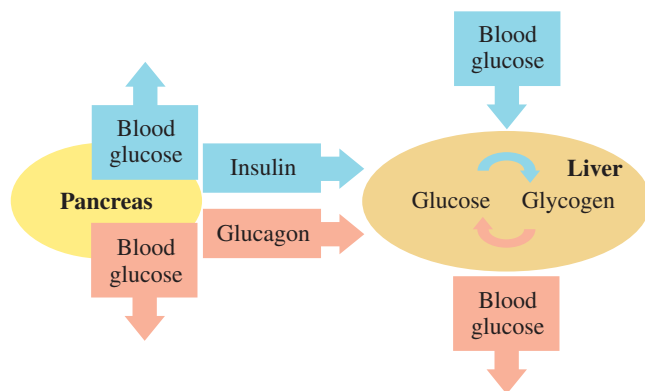 Blood
glucose
Blood
glucose
Insulin
Liver
Pancreas
Glucose
Glycogen
Blood
glucose
Glucagon
Blood
glucose